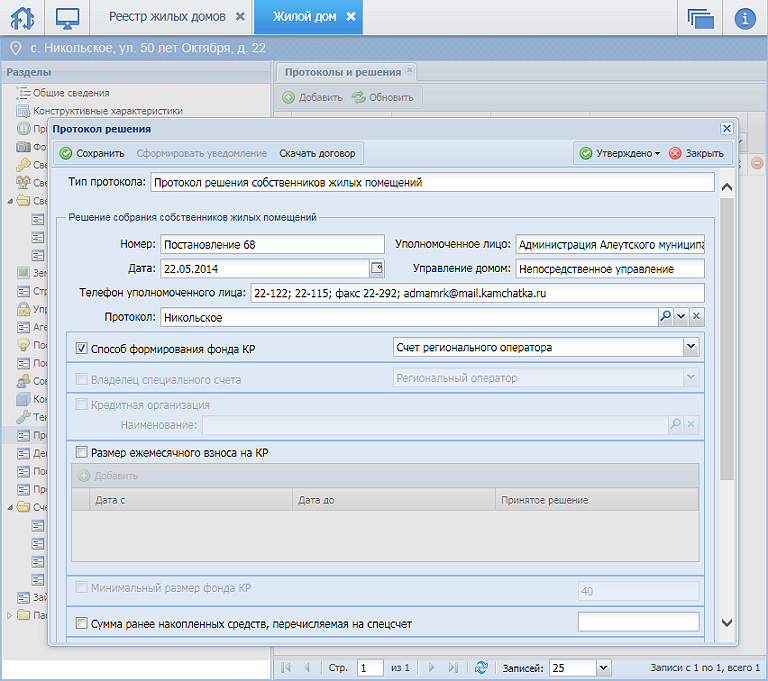 Реестр жилых домов
Жилой дом
с. Никольское, ул. 50 лет Октября, д. 22
Разделы
Протоколы и решения
Общие сведения
Добавить Обновить
Конструктивные характеристики
Протокол решения
Сохранить Сформировать уведомление Скачать договор Утверждено Закрыть
Тип протокола: Протокол решения собственников жилых помещений
Решение собрания собственников жилых помещений
Номер: Постановление 68 Уполномоченное лицо: Администрация Алеутского муниципа
Дата: 22.05.2014 Управление домом: Непосредственное управление
Телефон уполномоченного лица: 22-122; 22-115; факс 22-292; admamrk@mail.kamchatka.ru
Протокол: Никольское
Способ формирования фонда КР Счет регионального оператора
Владелец специального счета Региональный оператор
Кредитная организация
Наименование:
Размер ежемесячного взноса на КР
Добавить
Дата с Дата до Принятое решение
Минимальный размер фонда КР 40
Сумма ранее накопленных средств, перечисляемая на спецсчет
Стр. 1 из 1 Записей: 25 Записи с 1 по 1, всего 1